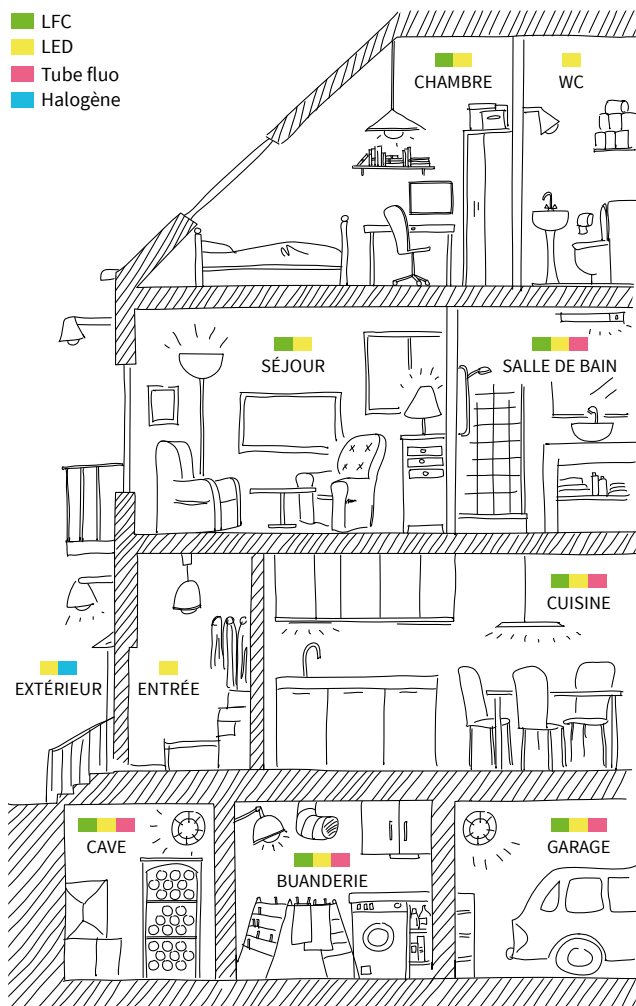 LFC
LED
Tube fluo
Halogène
CHAMBRE
WC
SÉJOUR
SALLE DE BAIN
CUISINE
EXTÉRIEUR
ENTRÉE
CAVE
BUANDERIE
GARAGE